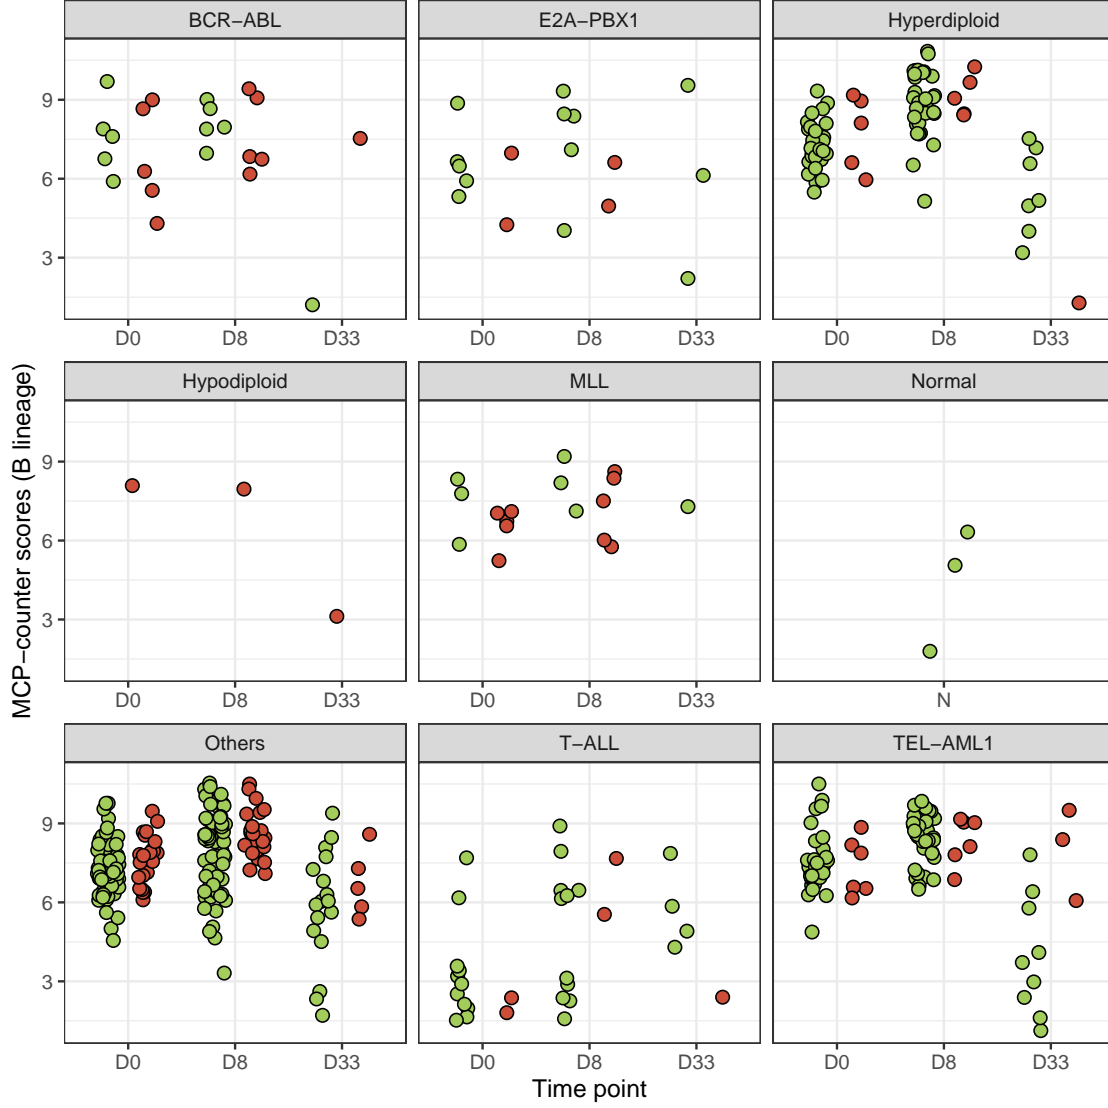 BCR−ABL
E2A−PBX1
Hyperdiploid
9
6
3
D0 D8 D33
D0 D8 D33
D0 D8 D33
Hypodiploid
MLL
Normal
9
6
3
D0 D8 D33
D0 D8 D33
N
Others
T−ALL
TEL−AML1
9
6
3
D0 D8 D33
D0 D8 D33
D0 D8 D33
MCP−counter scores (B lineage)
Time point